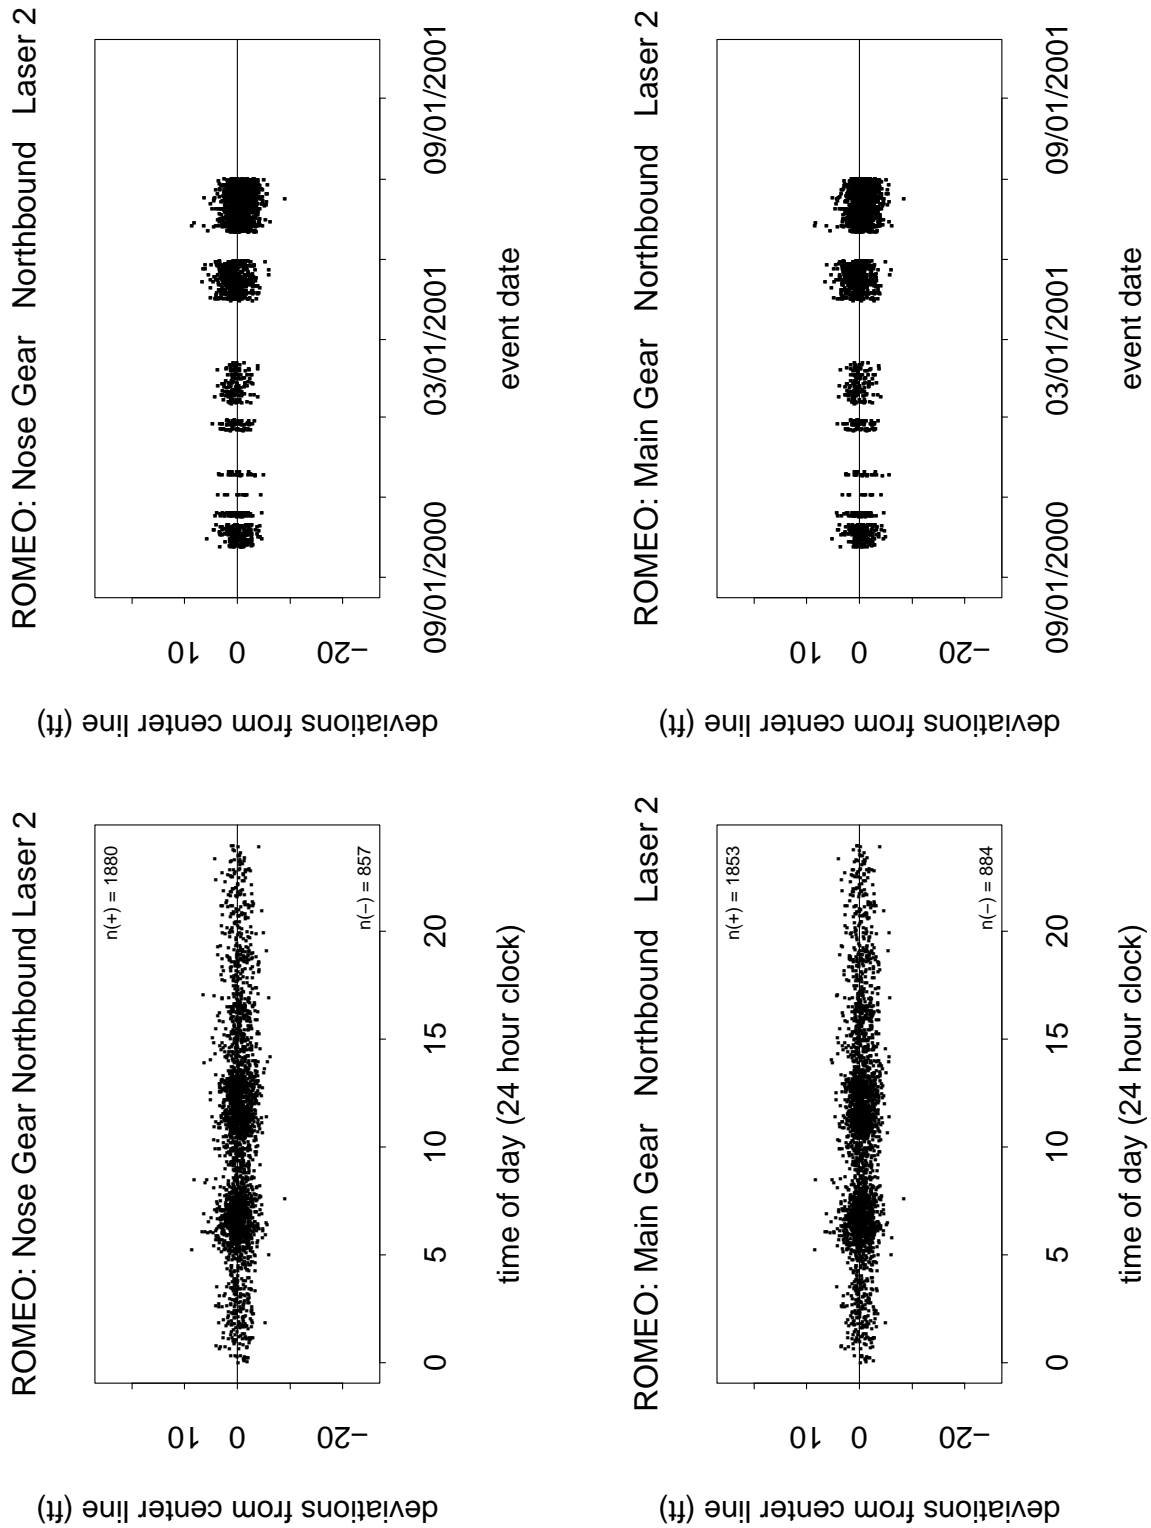 ROMEO: Nose Gear Northbound Laser 2
n(+) = 1880
n(−) = 857
10
0
−20
deviations from center line (ft)
0
5
10
15
20
time of day (24 hour clock)
ROMEO: Nose Gear Northbound Laser 2
10
0
−20
deviations from center line (ft)
09/01/2000
03/01/2001
09/01/2001
event date
ROMEO: Main Gear Northbound Laser 2
n(+) = 1853
n(−) = 884
10
0
−20
deviations from center line (ft)
0
5
10
15
20
time of day (24 hour clock)
ROMEO: Main Gear Northbound Laser 2
10
0
−20
deviations from center line (ft)
09/01/2000
03/01/2001
09/01/2001
event date